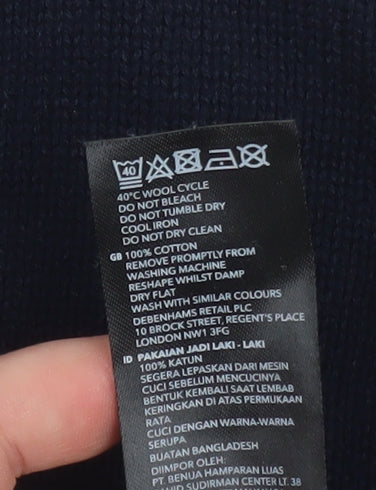 40
40°C WOOL CYCLE
DO NOT BLEACH
DO NOT TUMBLE DRY
COOL IRON
DO NOT DRY CLEAN
GB 100% COTTON
REMOVE PROMPTLY FROM
WASHING MACHINE
RESHAPE WHILST DAMP
DRY FLAT
WASH WITH SIMILAR COLOURS
DEBENHAMS RETAIL PLC
10 BROCK STREET, REGENT'S PLACE
LONDON NW1 3FG
ID PAKAIAN JADI LAKI - LAKI
100% KATUN
SEGERA LEPASKAN DARI MESIN
CUCI SEBELUM MENCUCINYA
BENTUK KEMBALI SAAT LEMBAB
KERINGKAN DI ATAS PERMUKAAN
RATA
CUCI DENGAN WARNA-WARNA
SERUPA
BUATAN BANGLADESH
DIIMPOR OLEH:
PT. BENUA HAMPARAN LUAS
SUDIRMAN CENTER LT. 38